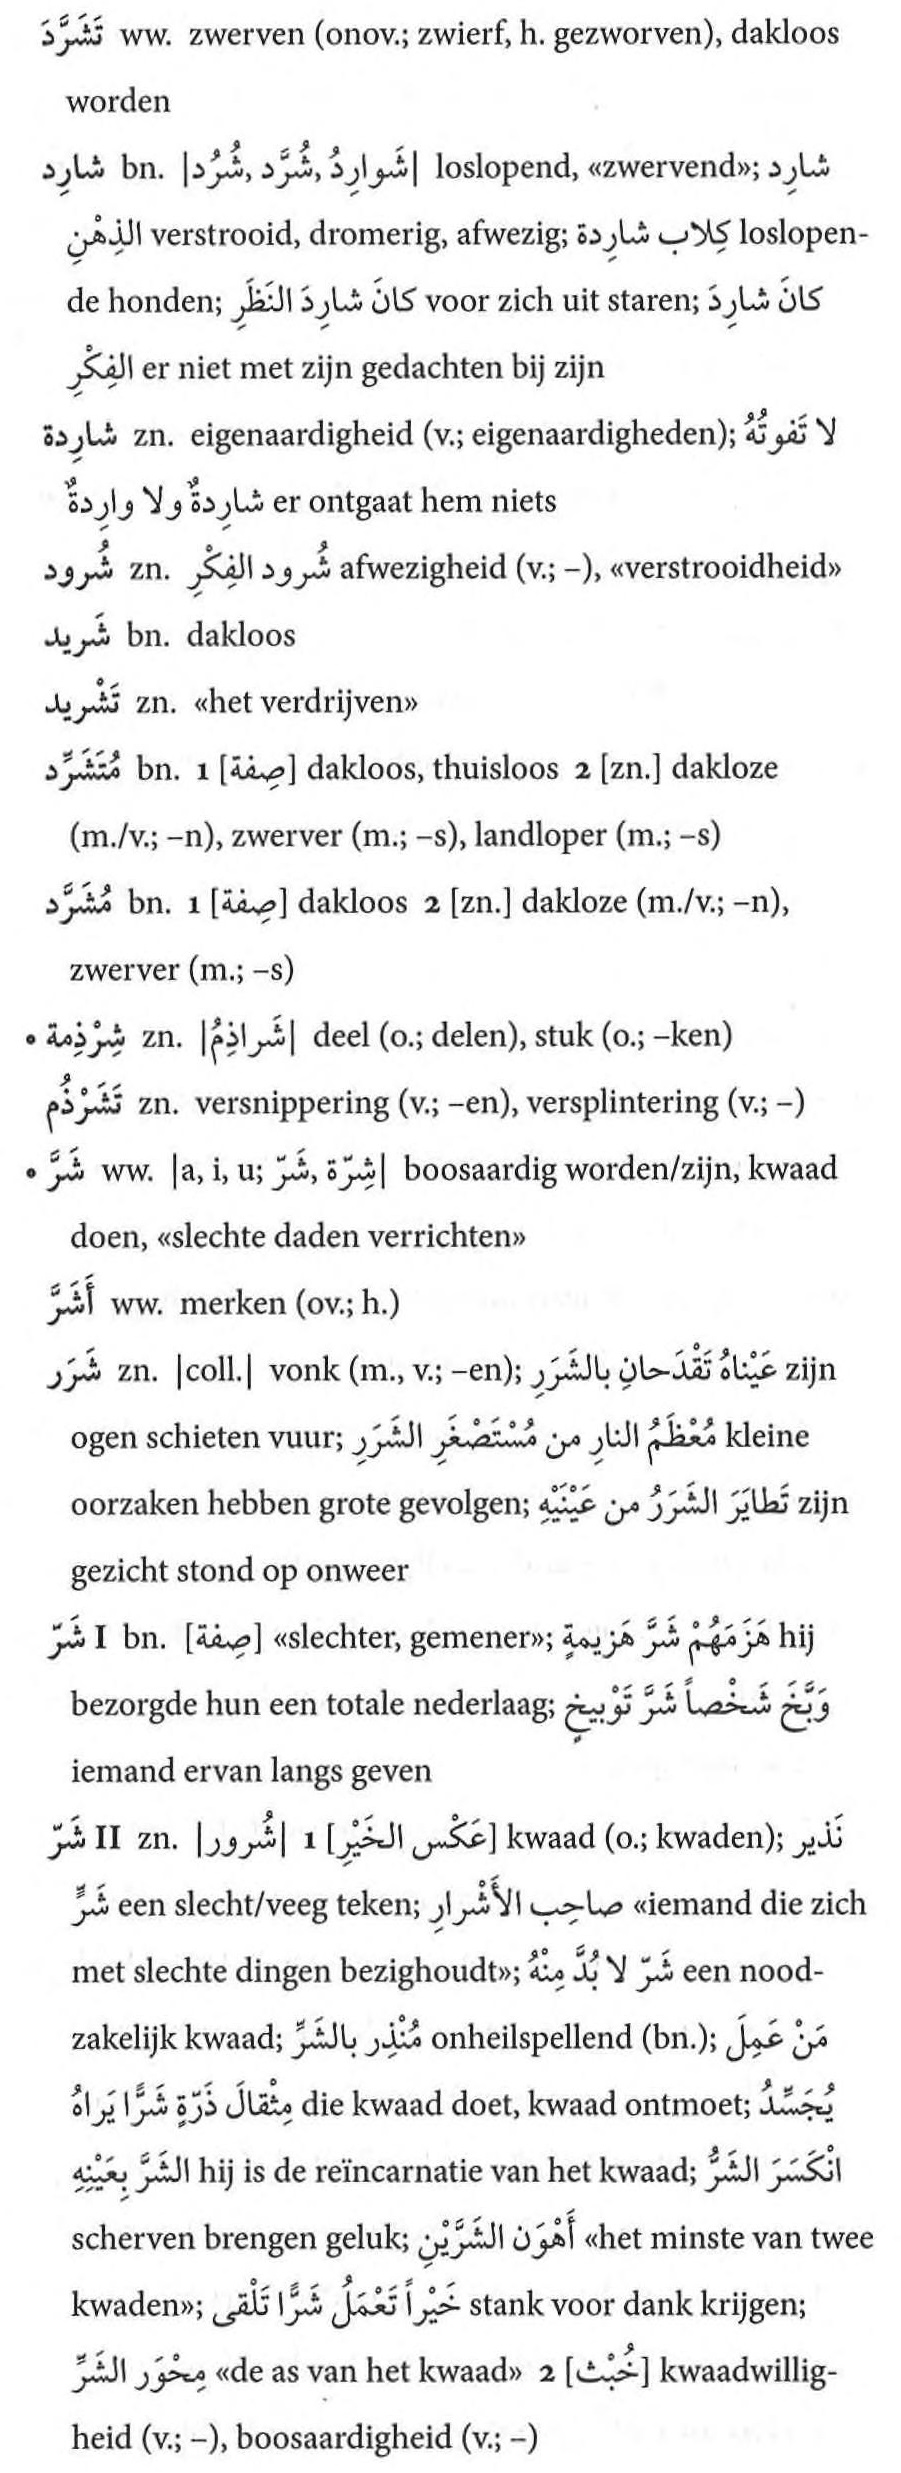 تَشَرَّدَ ww. zwerven (onov.; zwierf, h. gezworven), dakloos
worden
شارِد bn. |شَوارِدُ, شُرَّد, شُرُد| loslopend, «zwervend»; شارِد
الذِهْنِ verstrooid, dromerig, afwezig; كِلاب شارِدة loslopen-
de honden; كانَ شارِدَ النَظَرِ voor zich uit staren; كانَ شارِدَ
الفِكْرِ er niet met zijn gedachten bij zijn
شارِدة zn. eigenaardigheid (v.; eigenaardigheden); لا تَفوتُهُ
شارِدةٌ ولا وارِدةٌ er ontgaat hem niets
شُرود zn. شُرود الفِكْرِ afwezigheid (v.; –), «verstrooidheid»
شَريد bn. dakloos
تَشْريد zn. «het verdrijven»
مُتَشَرِّد bn. 1 [صِفة] dakloos, thuisloos 2 [zn.] dakloze
(m./v.; –n), zwerver (m.; –s), landloper (m.; –s)
مُشَرَّد bn. 1 [صِفة] dakloos 2 [zn.] dakloze (m./v.; –n),
zwerver (m.; –s)
• شِرْذِمة zn. |شَراذِمُ| deel (o.; delen), stuk (o.; –ken)
تَشَرْذُم zn. versnippering (v.; –en), versplintering (v.; –)
• شَرَّ ww. |a, i, u; شَرّ, شِرّة| boosaardig worden/zijn, kwaad
doen, «slechte daden verrichten»
أَشَرَّ ww. merken (ov.; h.)
شَرَر zn. |coll.| vonk (m., v.; –en); عَيْناهُ تَقْدَحانِ بالشَرَرِ zijn
ogen schieten vuur; مُعْظَمُ النارِ من مُسْتَصْغَرِ الشَرَرِ kleine
oorzaken hebben grote gevolgen; تَطايَرَ الشَرَرُ من عَيْنَيْهِ zijn
gezicht stond op onweer
شَرّ I bn. [صِفة] «slechter, gemener»; هَزَمَهُمْ شَرَّ هَزيمةٍ hij
bezorgde hun een totale nederlaag; وَبَّخَ شَخْصاً شَرَّ تَوْبيخٍ
iemand ervan langs geven
شَرّ II zn. |شُرور| 1 [عَكْس الخَيْرِ] kwaad (o.; kwaden); نَذير
شَرٍّ een slecht/veeg teken; صاحِب الأَشْرارِ «iemand die zich
met slechte dingen bezighoudt»; شَرّ لا بُدَّ مِنْهُ een nood-
zakelijk kwaad; مُنْذِر بالشَرِّ onheilspellend (bn.); مَنْ عَمِلَ
مِثْقالَ ذَرّةٍ شَرًّا يَراهُ die kwaad doet, kwaad ontmoet; يُجَسِّدُ
الشَرَّ بِعَيْنِهِ hij is de reïncarnatie van het kwaad; انْكَسَرَ الشَرُّ
scherven brengen geluk; أَهْوَن الشَرَّيْنِ «het minste van twee
kwaden»; خَيْراً تَعْمَلُ شَرًّا تَلْقى stank voor dank krijgen;
مِحْوَر الشَرِّ «de as van het kwaad» 2 [خُبْث] kwaadwillig-
heid (v.; –), boosaardigheid (v.; –)